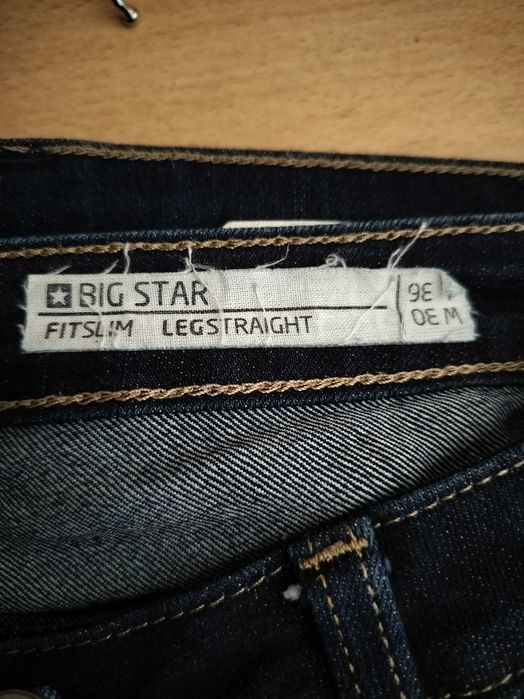 BIG STAR
FITSLIM LEGSTRAIGHT
W 30
36